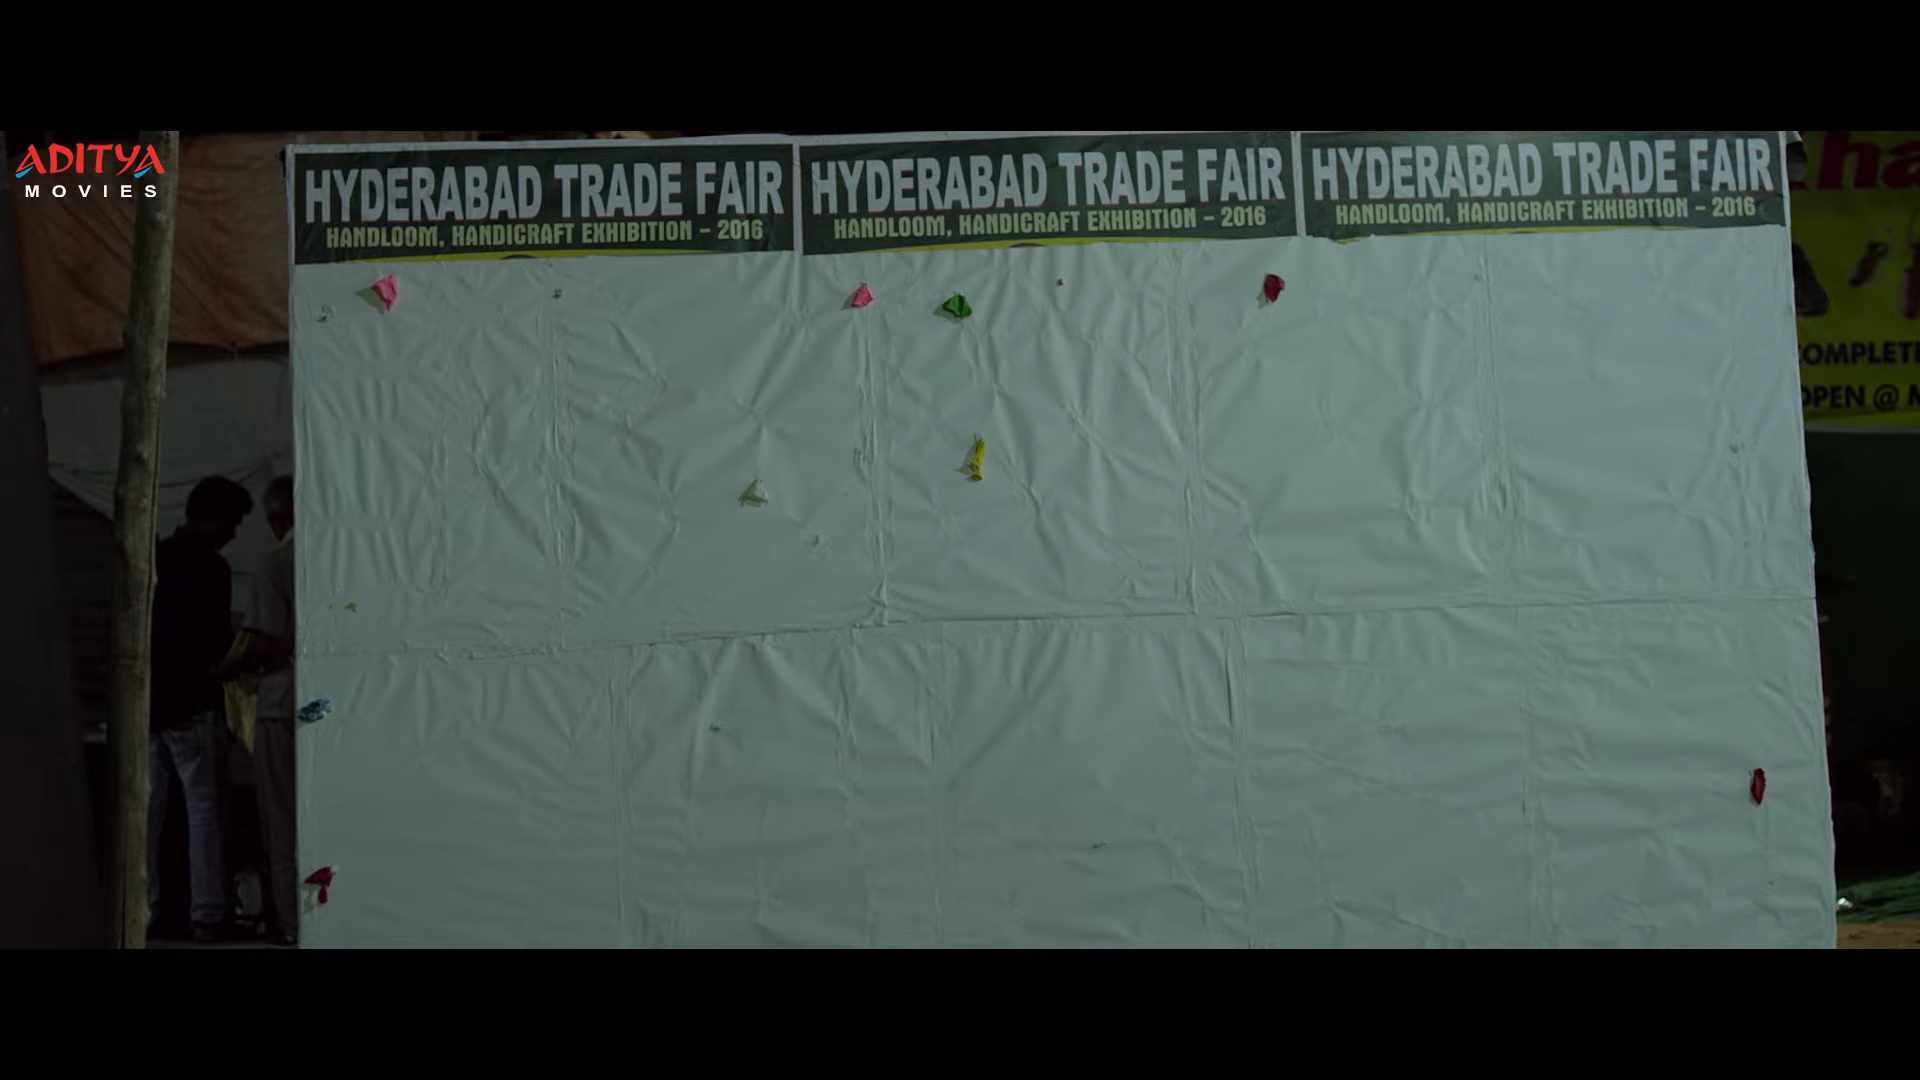 ADITYA
MOVIES
HYDERABAD TRADE FAIR
HANDLOOM, HANDICRAFT EXHIBITION – 2016
HYDERABAD TRADE FAIR
HANDLOOM, HANDICRAFT EXHIBITION – 2016
HYDERABAD TRADE FAIR
HANDLOOM, HANDICRAFT EXHIBITION – 2016
OPEN @